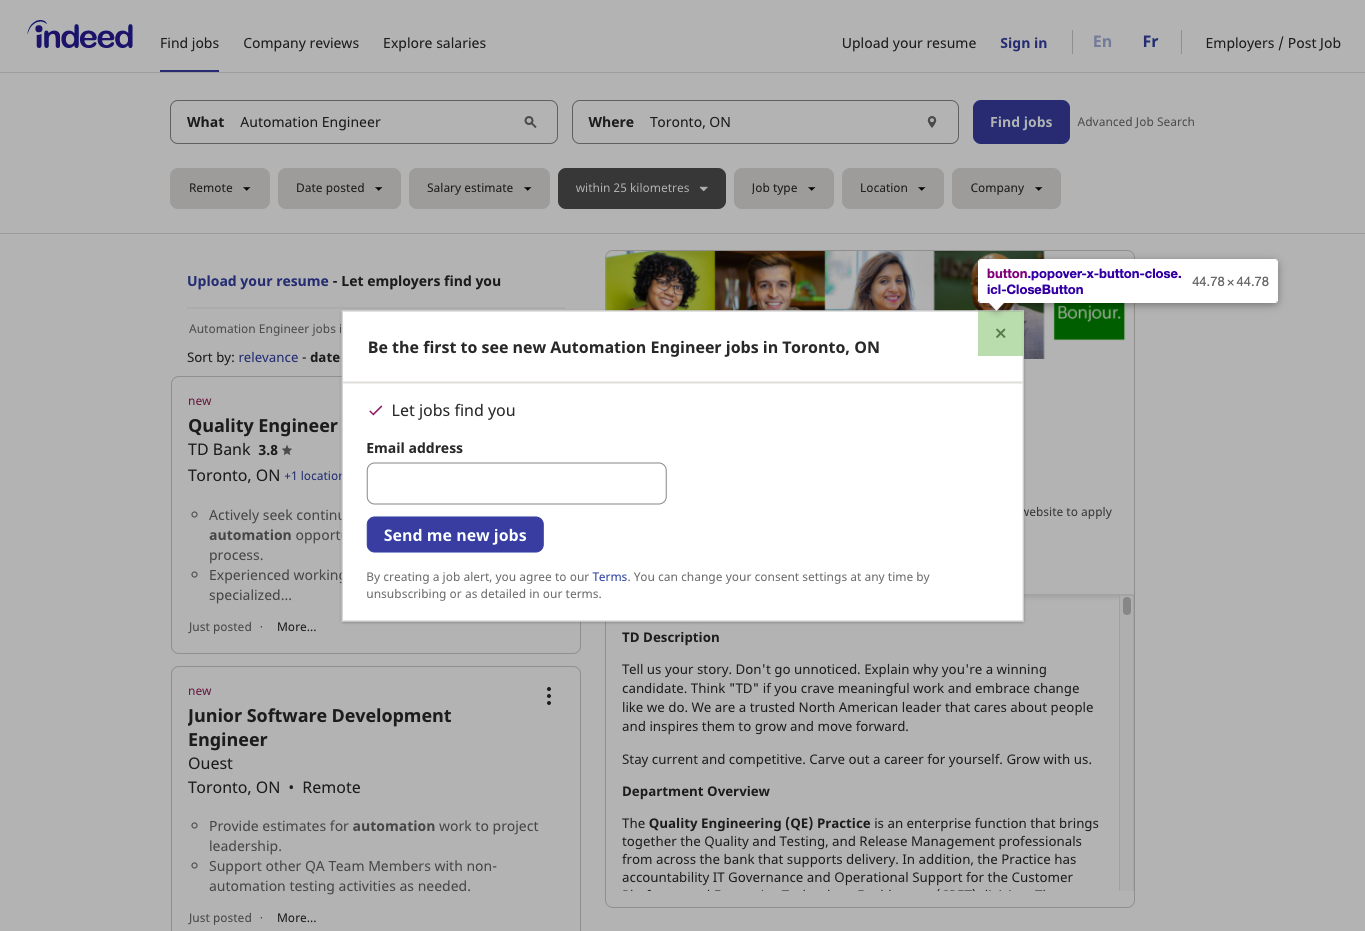 indeed
Find jobs Company reviews Explore salaries Upload your resume Sign in En Fr Employers / Post Job
What Automation Engineer Where Toronto, ON Find jobs Advanced Job Search
Remote Date posted Salary estimate within 25 kilometres Job type Location Company
Upload your resume - Let employers find you
Automation Engineer jobs
Sort by: relevance - date
new
Quality Engineer
TD Bank 3.8
Toronto, ON +1 location
Actively seek
automation
process.
Experienced working
specialized...
Just posted · More...
new
Junior Software Development
Engineer
Ouest
Toronto, ON • Remote
Provide estimates for automation work to project
leadership.
Support other QA Team Members with non-
automation testing activities as needed.
Just posted · More...
button.popover-x-button-close.
icl-CloseButton
44.78 × 44.78
Bonjour.
Be the first to see new Automation Engineer jobs in Toronto, ON
×
Let jobs find you
Email address
Send me new jobs
By creating a job alert, you agree to our Terms. You can change your consent settings at any time by
unsubscribing or as detailed in our terms.
website to apply
TD Description
Tell us your story. Don't go unnoticed. Explain why you're a winning
candidate. Think "TD" if you crave meaningful work and embrace change
like we do. We are a trusted North American leader that cares about people
and inspires them to grow and move forward.
Stay current and competitive. Carve out a career for yourself. Grow with us.
Department Overview
The Quality Engineering (QE) Practice is an enterprise function that brings
together the Quality and Testing, and Release Management professionals
from across the bank that supports delivery. In addition, the Practice has
accountability IT Governance and Operational Support for the Customer